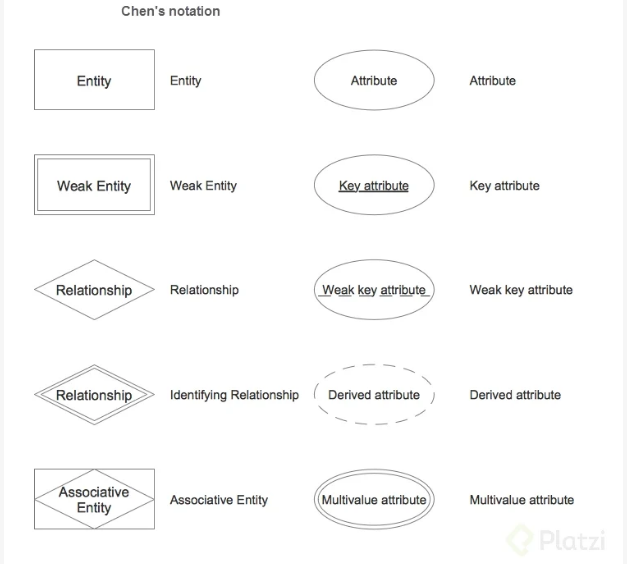 Chen's notation
Entity Entity Attribute Attribute
Weak Entity Weak Entity Key attribute Key attribute
Relationship Relationship Weak key attribute Weak key attribute
Relationship Identifying Relationship Derived attribute Derived attribute
Associative
Entity Associative Entity Multivalue attribute Multivalue attribute
Platzi